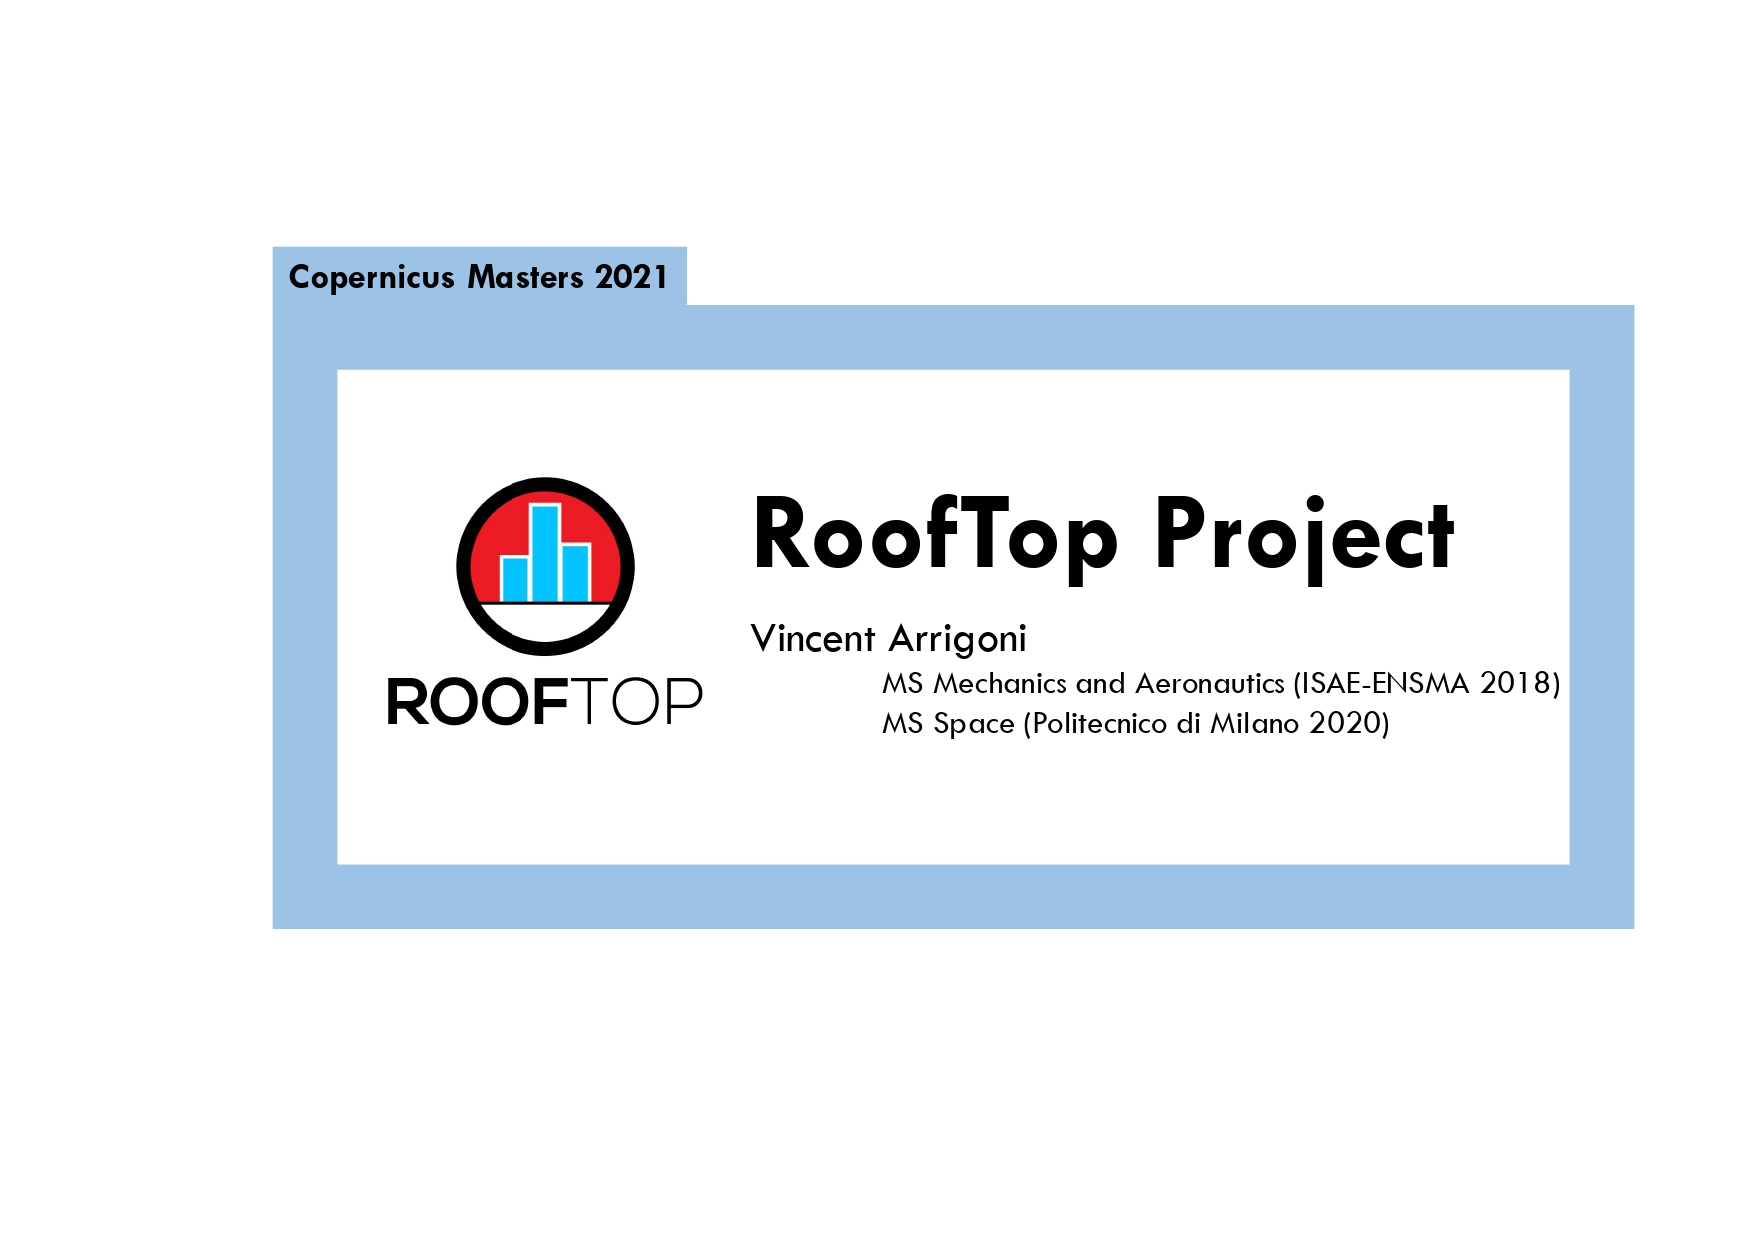 Copernicus Masters 2021
RoofTop Project
ROOFTOP
Vincent Arrigoni
MS Mechanics and Aeronautics (ISAE-ENSMA 2018)
MS Space (Politecnico di Milano 2020)